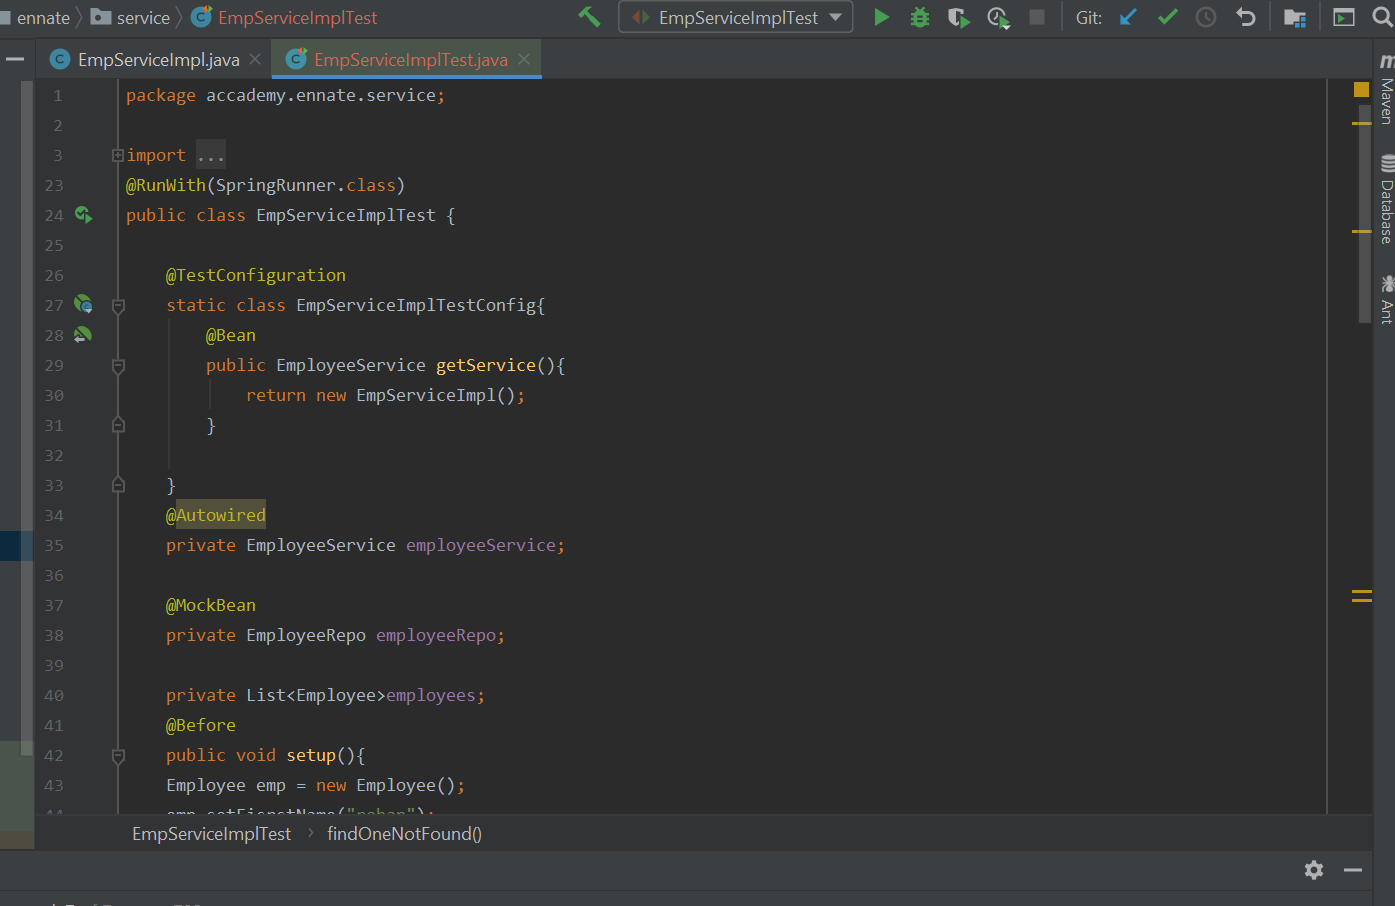 ennate service EmpServiceImplTest EmpServiceImplTest Git:
EmpServiceImpl.java EmpServiceImplTest.java
1 package accademy.ennate.service;
2
3 import ...
23 @RunWith(SpringRunner.class)
24 public class EmpServiceImplTest {
25
26 @TestConfiguration
27 static class EmpServiceImplTestConfig{
28 @Bean
29 public EmployeeService getService(){
30 return new EmpServiceImpl();
31 }
32
33 }
34 @Autowired
35 private EmployeeService employeeService;
36
37 @MockBean
38 private EmployeeRepo employeeRepo;
39
40 private List<Employee>employees;
41 @Before
42 public void setup(){
43 Employee emp = new Employee();
EmpServiceImplTest › findOneNotFound()
Maven
Database
Ant